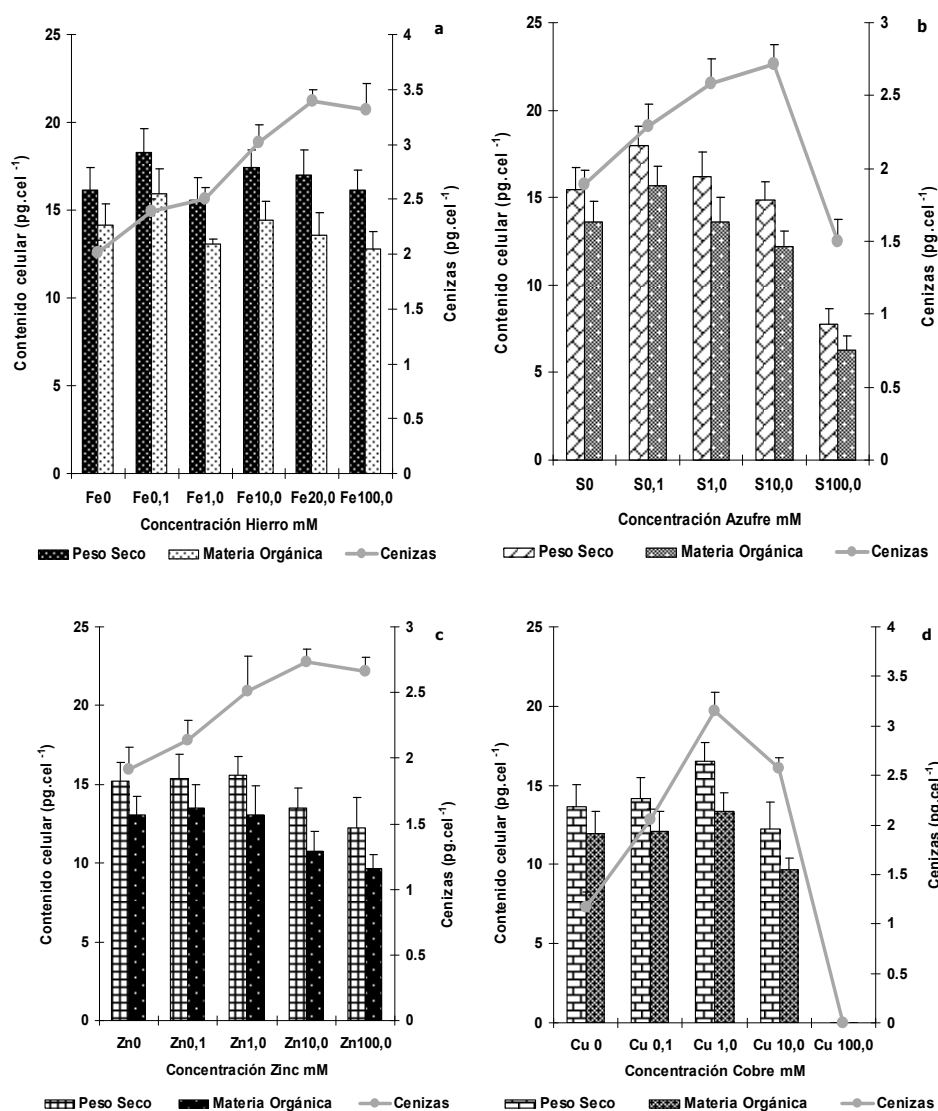 a
25
20
15
10
5
0
Contenido celular (pg.cel -1)
4
3.5
3
2.5
2
1.5
1
0.5
0
Cenizas (pg.cel -1)
Fe0 Fe0,1 Fe1,0 Fe10,0 Fe20,0 Fe100,0
Concentración Hierro mM
Peso Seco Materia Orgánica Cenizas
b
25
20
15
10
5
0
Contenido celular (pg.cel -1)
3
2.5
2
1.5
1
0.5
0
Cenizas (pg.cel -1)
S0 S0,1 S1,0 S10,0 S100,0
Concentración Azufre mM
Peso Seco Materia Orgánica Cenizas
c
25
20
15
10
5
0
Contenido celular (pg.cel -1)
3
2.5
2
1.5
1
0.5
0
Cenizas (pg.cel -1)
Zn0 Zn0,1 Zn1,0 Zn10,0 Zn100,0
Concentración Zinc mM
Peso Seco Materia Orgánica Cenizas
d
25
20
15
10
5
0
Contenido celular (pg.cel -1)
4
3.5
3
2.5
2
1.5
1
0.5
0
Cenizas (pg.cel -1)
Cu 0 Cu 0,1 Cu 1,0 Cu 10,0 Cu 100,0
Concentración Cobre mM
Peso Seco Materia Orgánica Cenizas